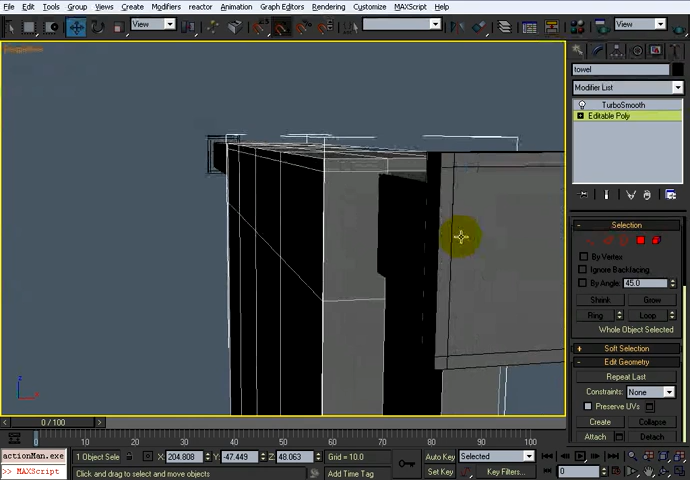 File Edit Tools Group Views Create Modifiers reactor Animation Graph Editors Rendering Customize MAXScript Help
View View
Perspective
towel
Modifier List
TurboSmooth
Editable Poly
- Selection
By Vertex
Ignore Backfacing
By Angle: 45.0
Shrink Grow
Ring Loop
Whole Object Selected
+ Soft Selection
- Edit Geometry
Repeat Last
Constraints: None
Preserve UVs
Create Collapse
Attach Detach
z
x
0 / 100
0 10 20 30 40 50 60 70 80 90 100
actionMan.exe 1 Object Sele X: 204.808 Y: -47.449 Z: 48.063 Grid = 10.0 Auto Key Selected
>> MAXScript Click and drag to select and move objects Add Time Tag Set Key Key Filters... 0